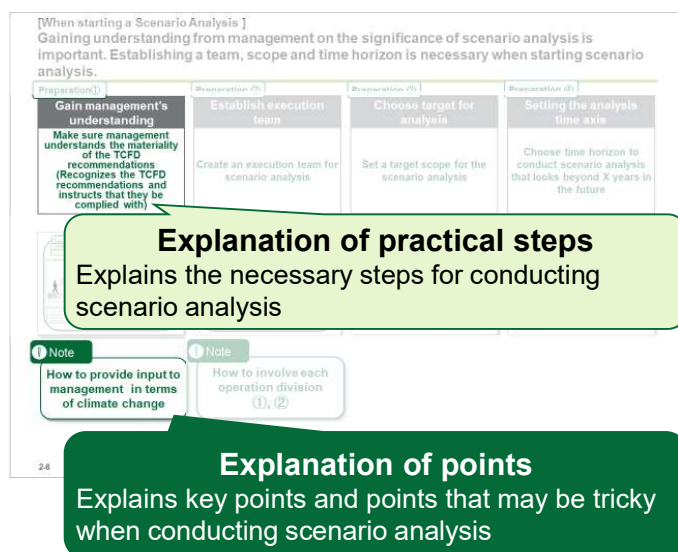 [When starting a Scenario Analysis ]
Gaining understanding from management on the significance of scenario analysis is
important. Establishing a team, scope and time horizon is necessary when starting scenario
analysis.
Preparation①
Gain management's
understanding
Make sure management
understands the materiality
of the TCFD
recommendations
(Recognizes the TCFD
recommendations and
instructs that they be
complied with)
Preparation ②
Establish execution
team
Create an execution team for
scenario analysis
Preparation
Choose target for
analysis
Set a target scope for the
scenario analysis
Preparation
Setting the analysis
time axis
Choose time horizon to
conduct scenario analysis
that looks beyond X years in
the future
Explanation of practical steps
Explains the necessary steps for conducting
scenario analysis
Note
How to provide input to
management in terms
of climate change
Note
How to involve each
operation division
①, ②
2-6
Explanation of points
Explains key points and points that may be tricky
when conducting scenario analysis